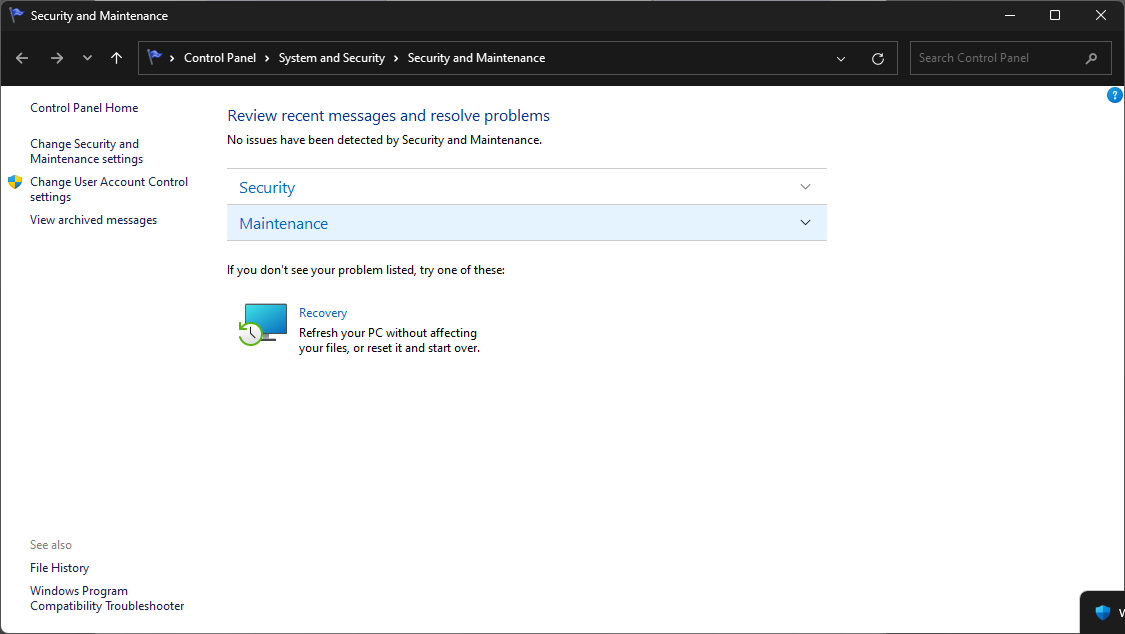 Security and Maintenance
Control Panel
System and Security
Security and Maintenance
Search Control Panel
Control Panel Home
Change Security and
Maintenance settings
Change User Account Control
settings
View archived messages
Review recent messages and resolve problems
No issues have been detected by Security and Maintenance.
Security
Maintenance
If you don't see your problem listed, try one of these:
Recovery
Refresh your PC without affecting
your files, or reset it and start over.
See also
File History
Windows Program
Compatibility Troubleshooter